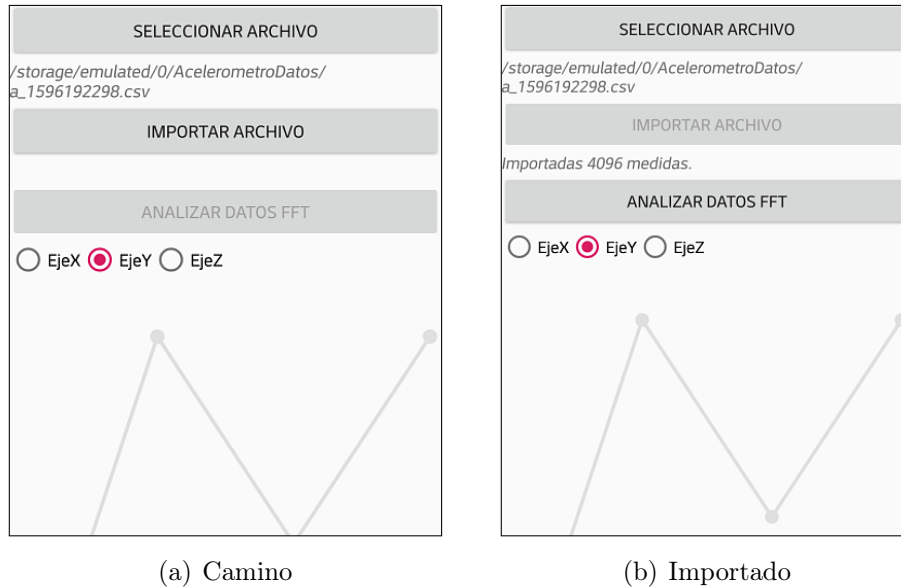 SELECCIONAR ARCHIVO
/storage/emulated/0/AcelerometroDatos/
a_1596192298.csv
IMPORTAR ARCHIVO
ANALIZAR DATOS FFT
EjeX EjeY EjeZ
(a) Camino
SELECCIONAR ARCHIVO
/storage/emulated/0/AcelerometroDatos/
a_1596192298.csv
IMPORTAR ARCHIVO
Importadas 4096 medidas.
ANALIZAR DATOS FFT
EjeX EjeY EjeZ
(b) Importado